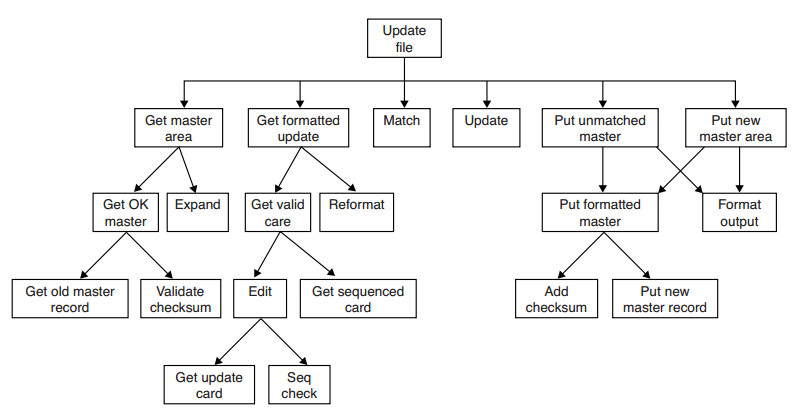 Update
file
Get master
area
Get formatted
update
Match
Update
Put unmatched
master
Put new
master area
Get OK
master
Expand
Get valid
care
Reformat
Put formatted
master
Format
output
Get old master
record
Validate
checksum
Edit
Get sequenced
card
Add
checksum
Put new
master record
Get update
card
Seq
check